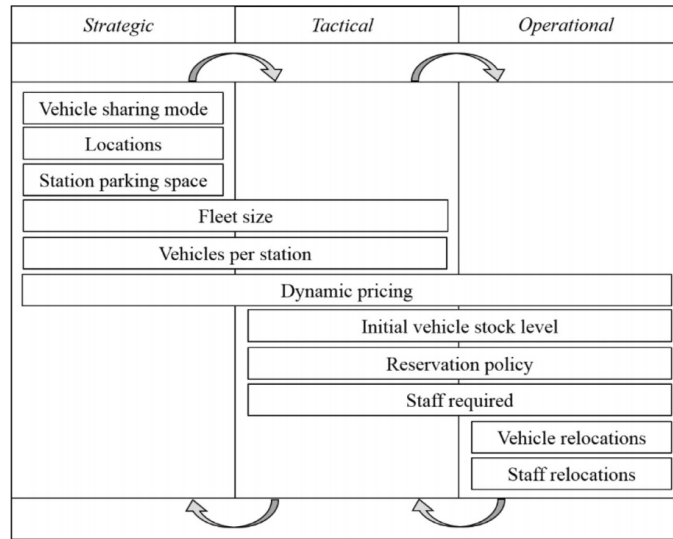 Strategic
Tactical
Operational
Vehicle sharing mode
Locations
Station parking space
Fleet size
Vehicles per station
Dynamic pricing
Initial vehicle stock level
Reservation policy
Staff required
Vehicle relocations
Staff relocations